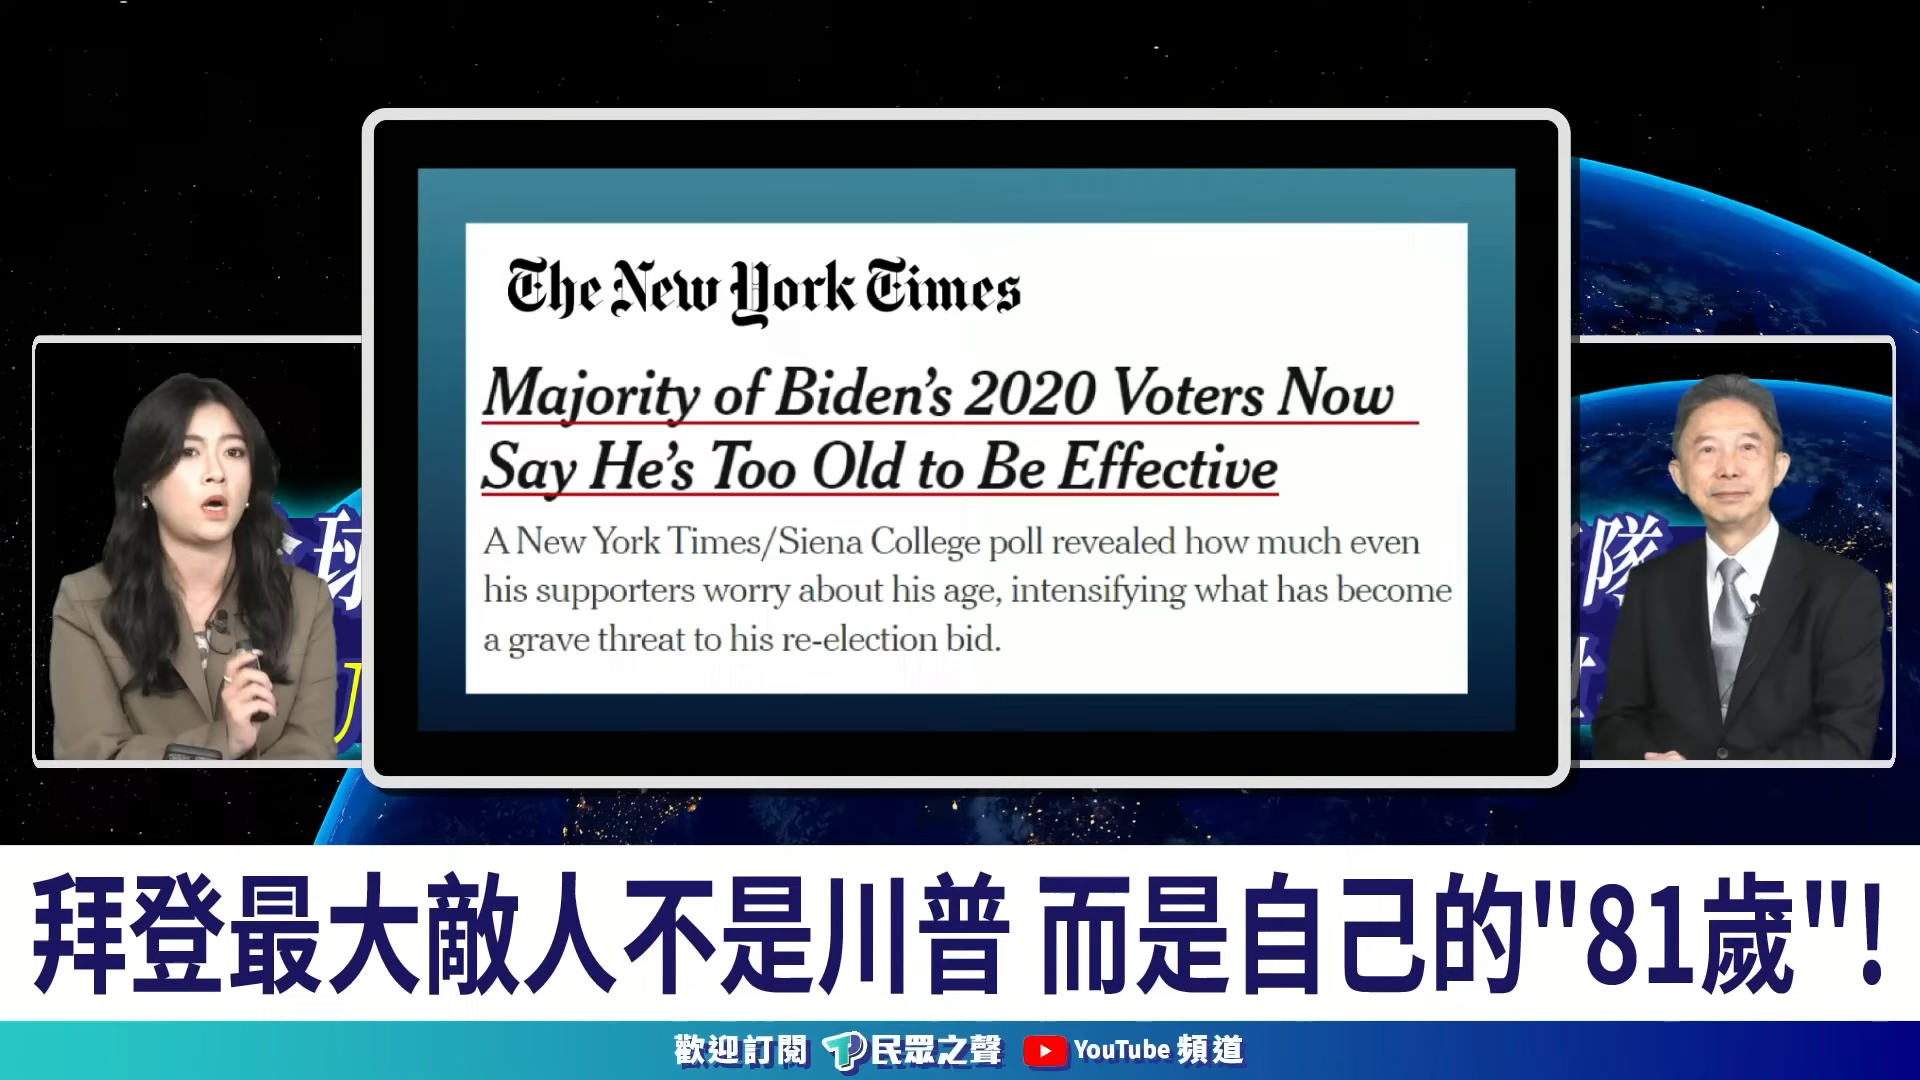 The New York Times
Majority of Biden's 2020 Voters Now
Say He's Too Old to Be Effective
A New York Times/Siena College poll revealed how much even
his supporters worry about his age, intensifying what has become
a grave threat to his re-election bid.
球
隊
拜登最大敵人不是川普 而是自己的"81歲"!
歡迎訂閱 民眾之聲 YouTube 頻道